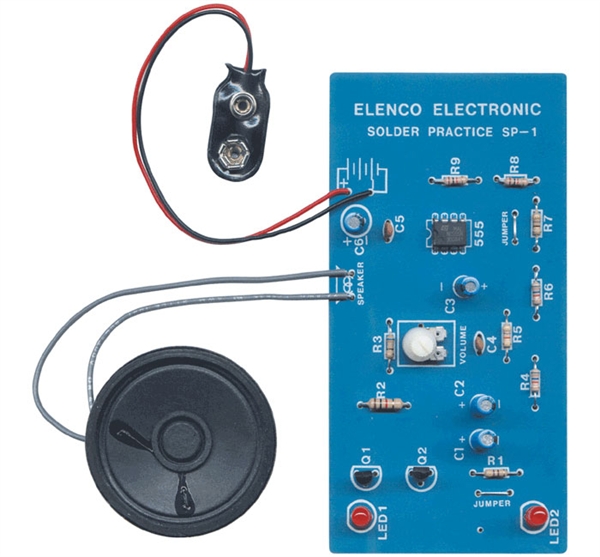 ELENCO ELECTRONIC
SOLDER PRACTICE SP-1
R9
R8
+
C5
C6
+
555
JUMPER
R7
SPEAKER
-
+
C3
R6
R3
VOLUME
C4
R5
R4
R2
+
C2
C1
+
Q1
Q2
R1
JUMPER
LED1
LED2